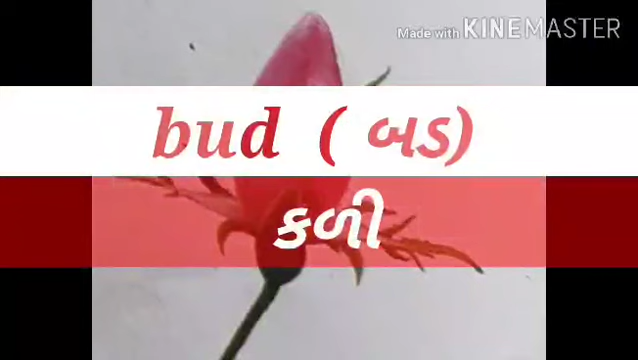 Made with KINEMASTER
bud ( બડ)
કળી